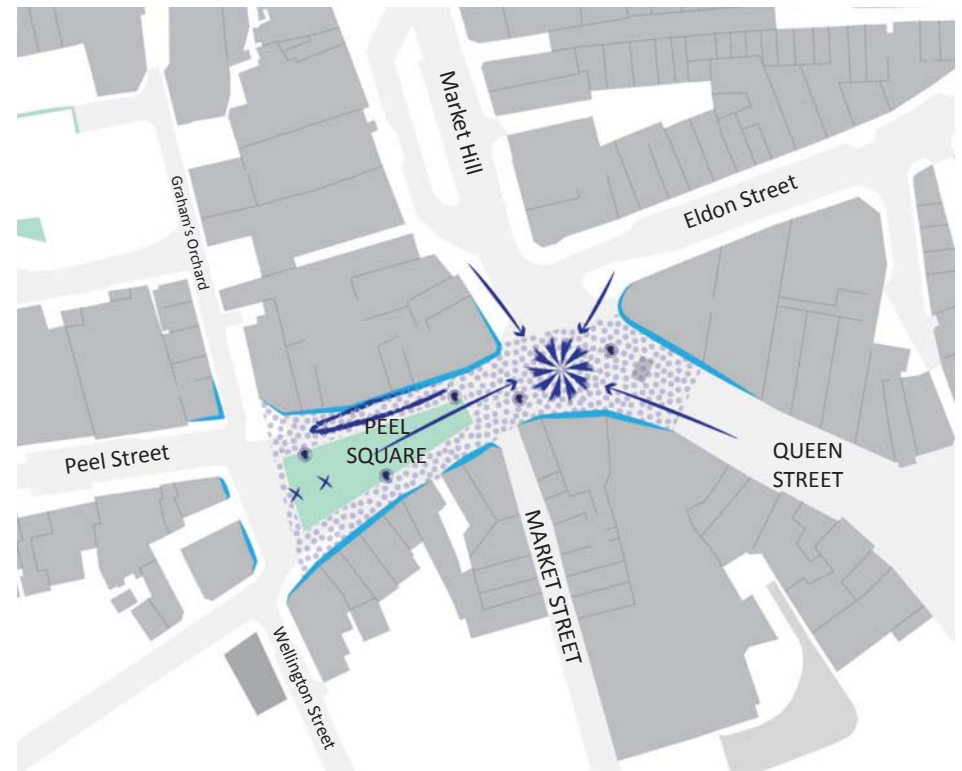 Market Hill
Eldon Street
Graham's Orchard
PEEL
SQUARE
Peel Street
QUEEN
STREET
MARKET STREET
Wellington Street